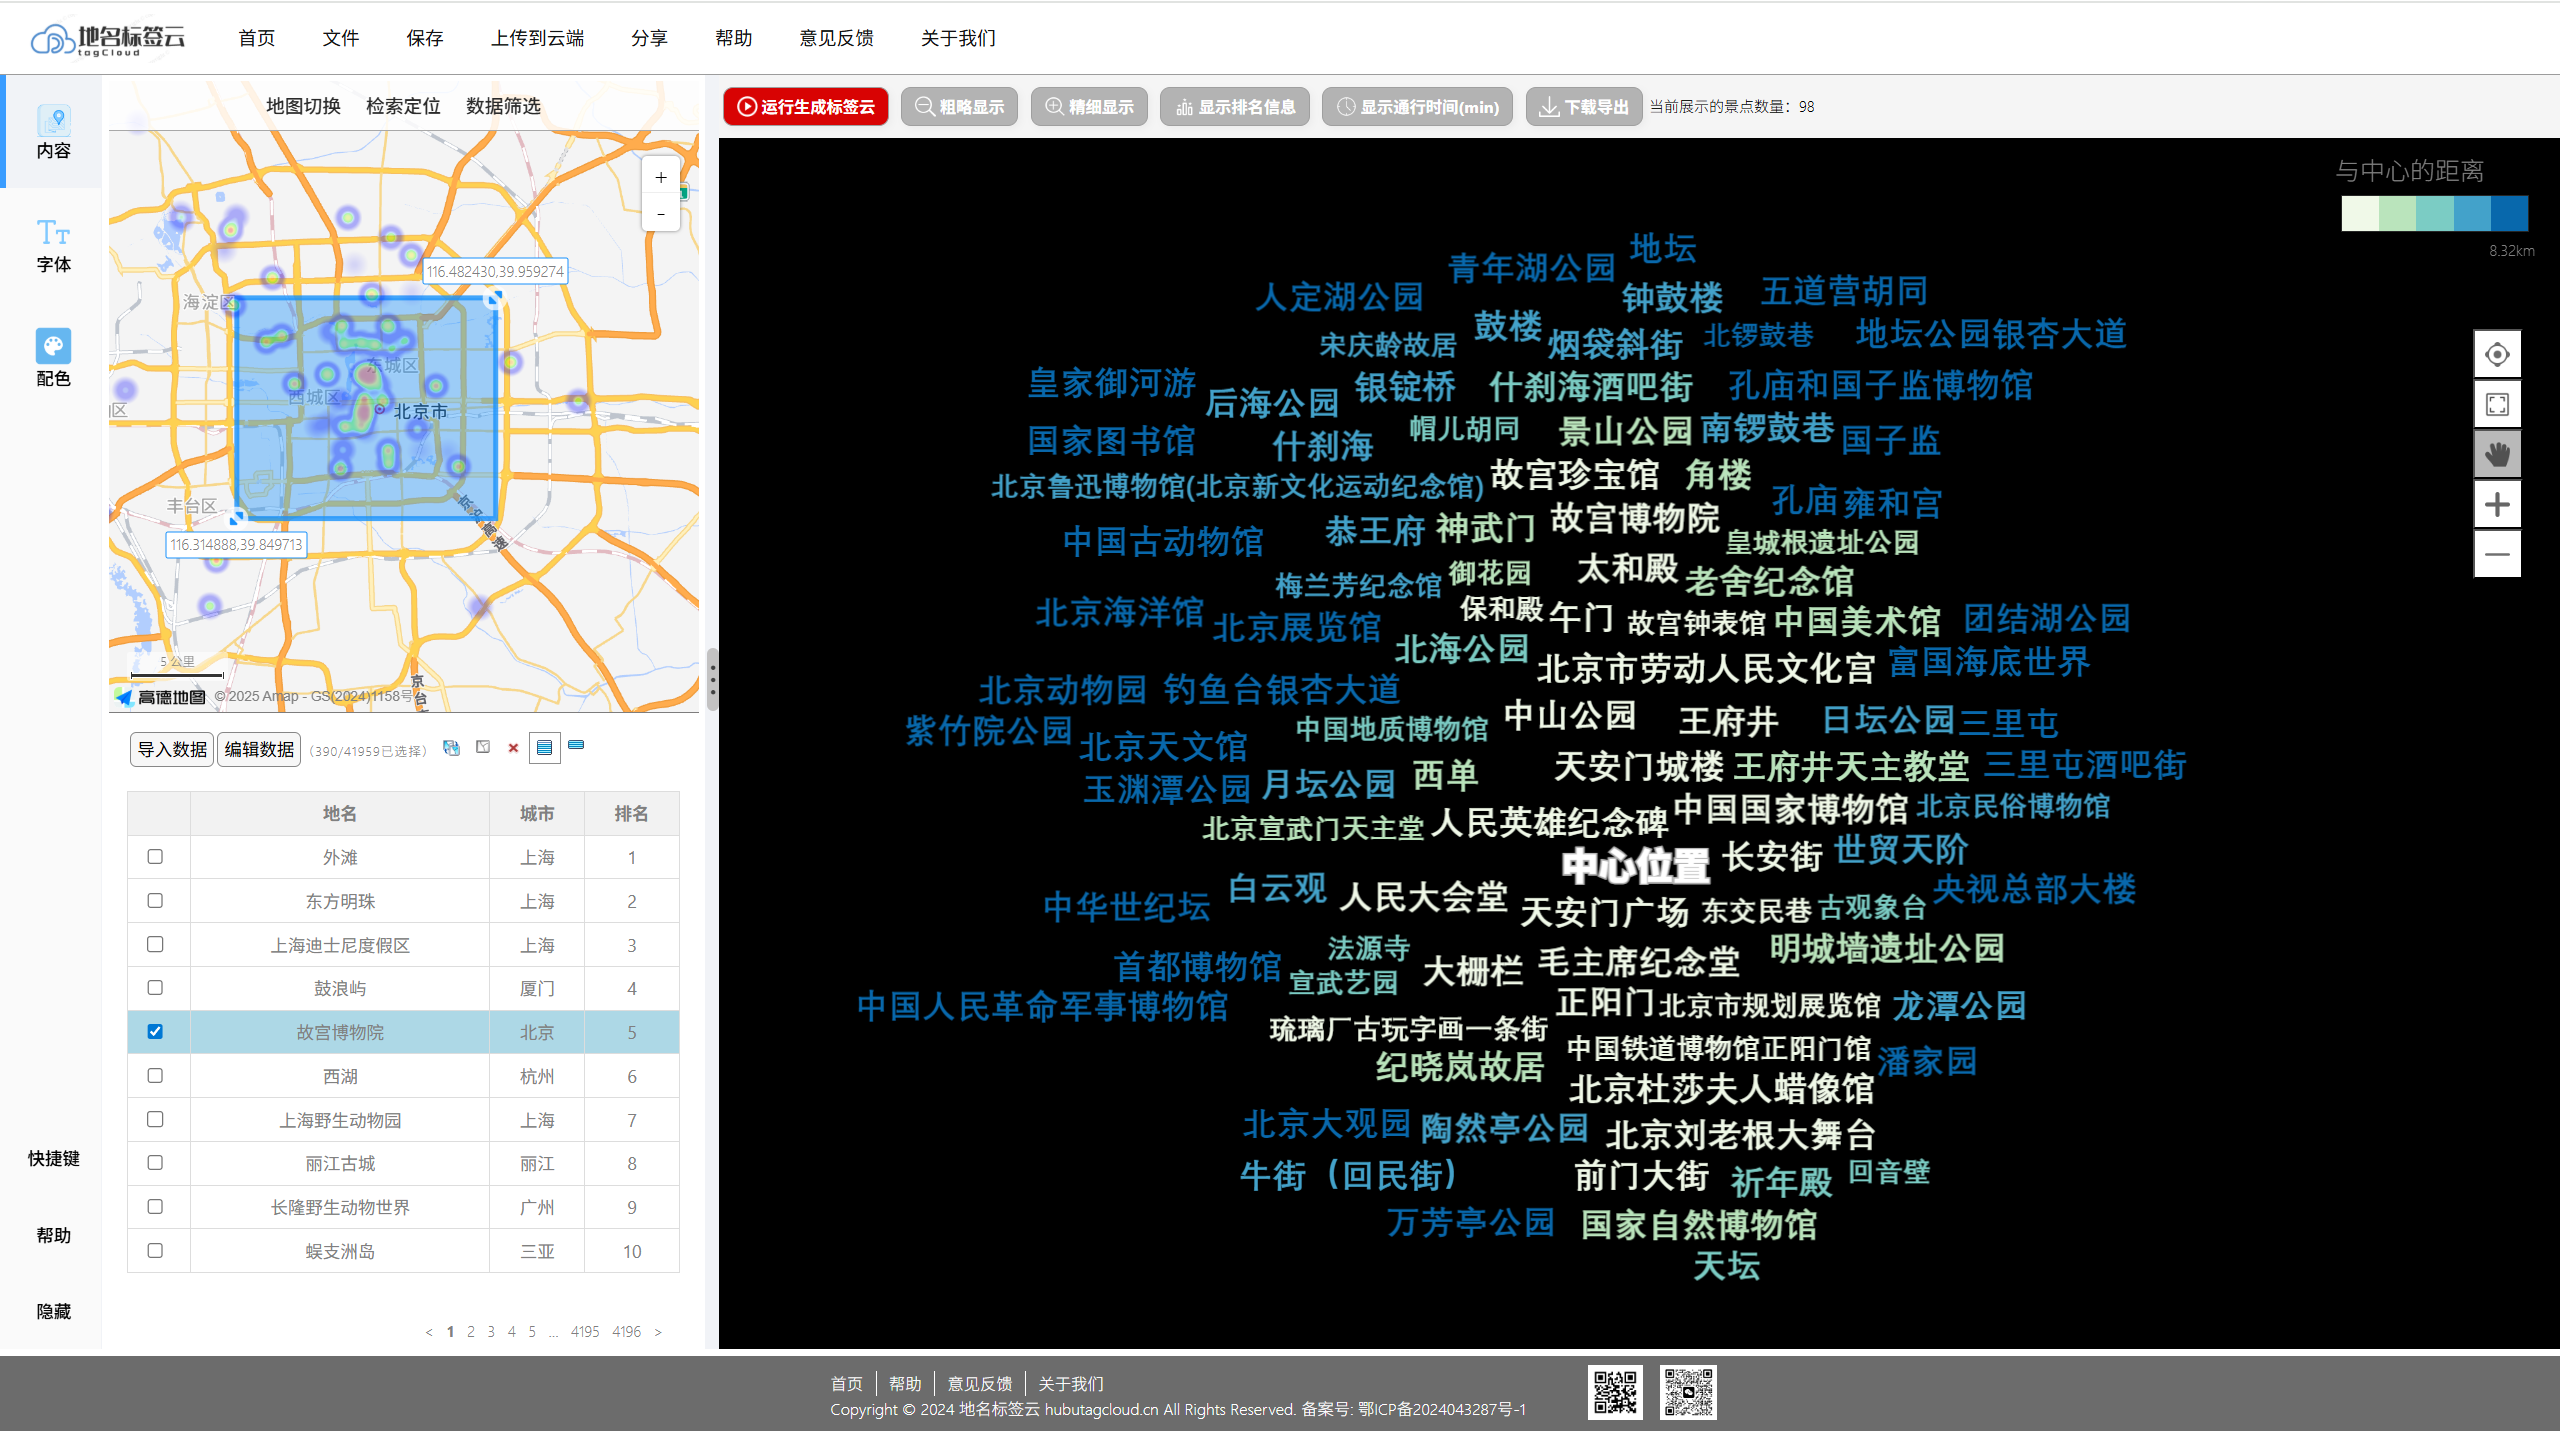 地名标签云 tagCloud
首页 文件 保存 上传到云端 分享 帮助 意见反馈 关于我们
内容
字体
配色
快捷键
帮助
隐藏
地图切换 检索定位 数据筛选
+
-
116.482430,39.959274
海淀区
东城区
西城区
北京市
丰台区
京沪高速
116.314888,39.849713
5 公里
京台
高德地图 © 2025 Amap - GS(2024)1158号
导入数据 编辑数据 (390/41959已选择)
地名 城市 排名
外滩 上海 1
东方明珠 上海 2
上海迪士尼度假区 上海 3
鼓浪屿 厦门 4
故宫博物院 北京 5
西湖 杭州 6
上海野生动物园 上海 7
丽江古城 丽江 8
长隆野生动物世界 广州 9
蜈支洲岛 三亚 10
< 1 2 3 4 5 ... 4195 4196 >
运行生成标签云 粗略显示 精细显示 显示排名信息 显示通行时间(min) 下载导出 当前展示的景点数量：98
与中心的距离
8.32km
地坛
青年湖公园
人定湖公园 钟鼓楼 五道营胡同
宋庆龄故居 鼓楼 烟袋斜街 北锣鼓巷 地坛公园银杏大道
皇家御河游 后海公园 银锭桥 什刹海酒吧街 孔庙和国子监博物馆
国家图书馆 什刹海 帽儿胡同 景山公园 南锣鼓巷 国子监
北京鲁迅博物馆(北京新文化运动纪念馆) 故宫珍宝馆 角楼
中国古动物馆 恭王府 神武门 故宫博物院 孔庙 雍和宫
皇城根遗址公园
梅兰芳纪念馆 御花园 太和殿 老舍纪念馆
北京海洋馆 北京展览馆 保和殿 午门 故宫钟表馆 中国美术馆 团结湖公园
北海公园 北京市劳动人民文化宫 富国海底世界
北京动物园 钓鱼台银杏大道
紫竹院公园 北京天文馆 中国地质博物馆 中山公园 王府井 日坛公园 三里屯
玉渊潭公园 月坛公园 西单 天安门城楼 王府井天主教堂 三里屯酒吧街
北京宣武门天主堂 人民英雄纪念碑 中国国家博物馆 北京民俗博物馆
中心位置 长安街 世贸天阶
中华世纪坛 白云观 人民大会堂 天安门广场 东交民巷 古观象台 央视总部大楼
首都博物馆 法源寺 大栅栏 毛主席纪念堂 明城墙遗址公园
宣武艺园
中国人民革命军事博物馆 正阳门 北京市规划展览馆 龙潭公园
琉璃厂古玩字画一条街
纪晓岚故居 中国铁道博物馆正阳门馆 潘家园
北京杜莎夫人蜡像馆
北京大观园 陶然亭公园 北京刘老根大舞台
牛街（回民街） 前门大街 祈年殿 回音壁
万芳亭公园 国家自然博物馆
天坛
首页 帮助 意见反馈 关于我们
Copyright © 2024 地名标签云 hubutagcloud.cn All Rights Reserved. 备案号: 鄂ICP备2024043287号-1